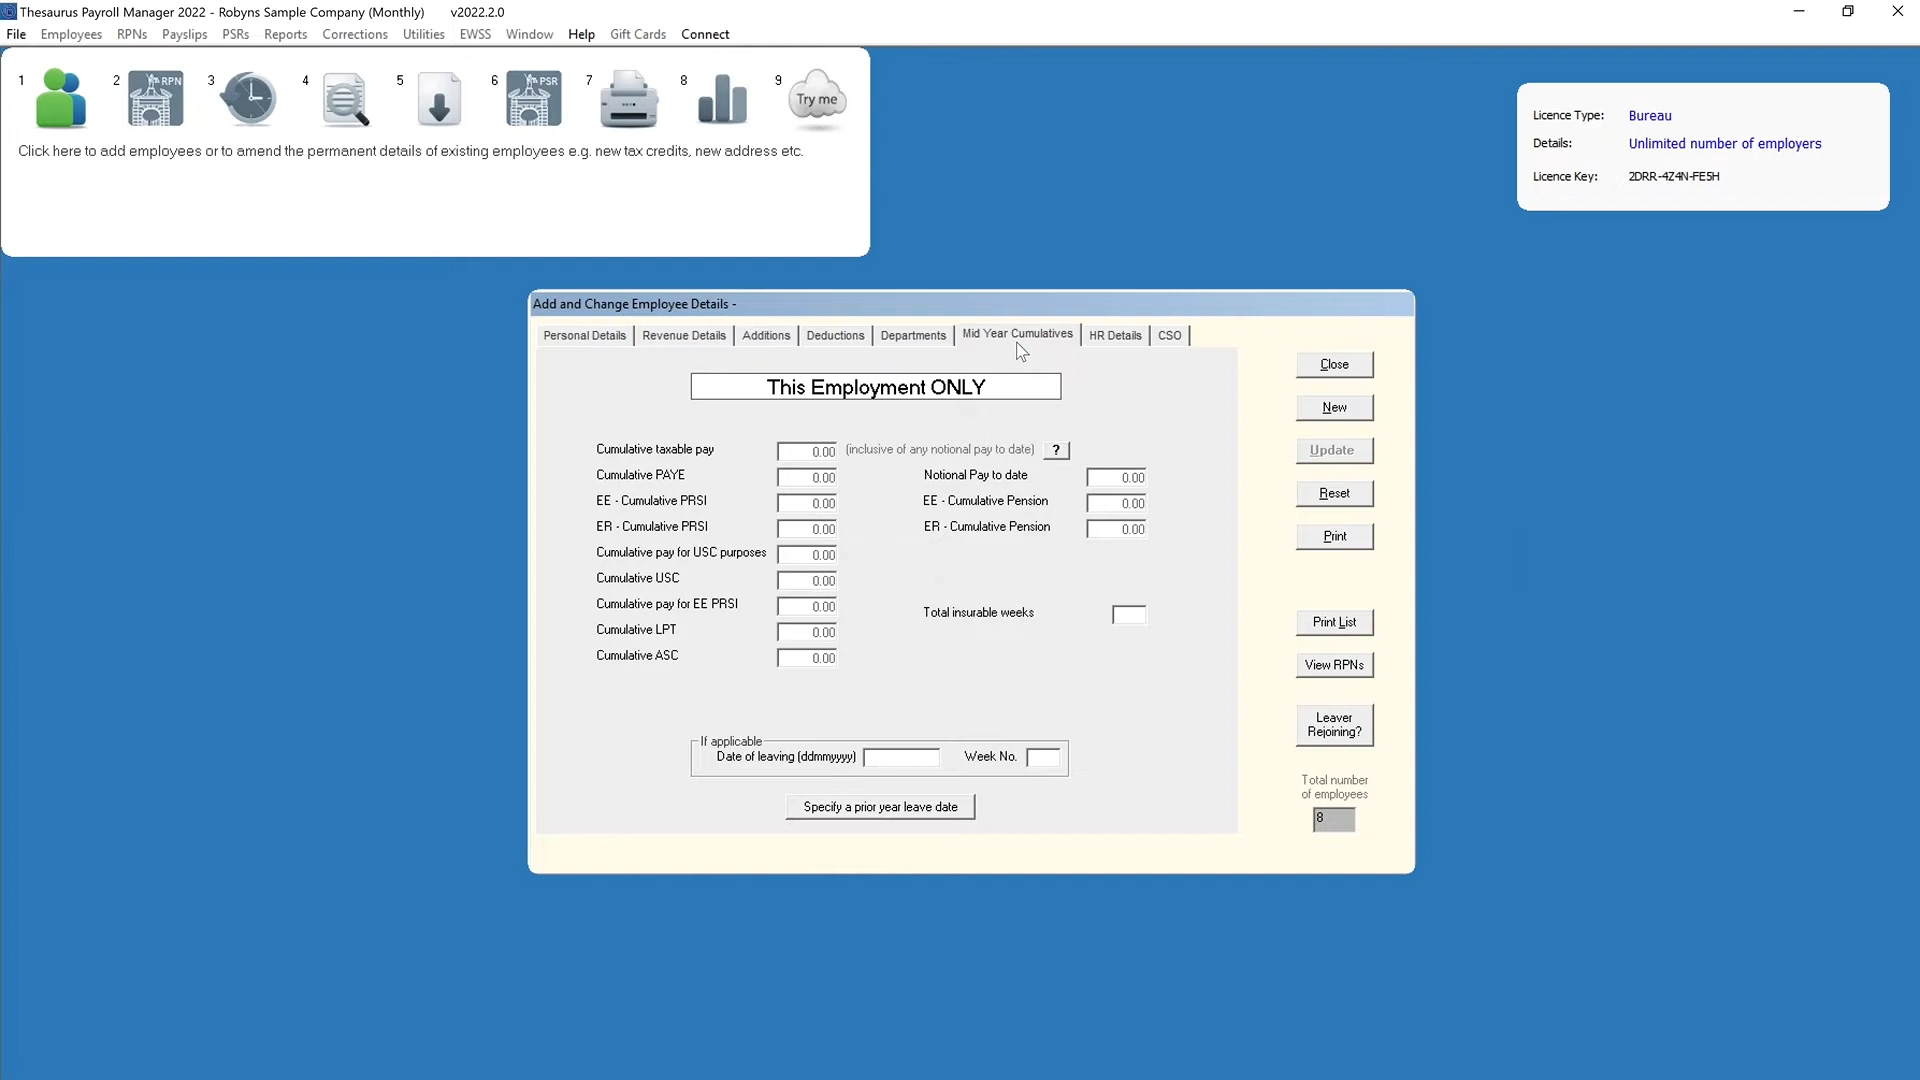 Thesaurus Payroll Manager 2022 - Robyns Sample Company (Monthly) v2022.2.0
File Employees RPNs Payslips PSRs Reports Corrections Utilities EWSS Window Help Gift Cards Connect
1 2 RPN 3 4 5 6 PSR 7 8 9 Try me
Click here to add employees or to amend the permanent details of existing employees e.g. new tax credits, new address etc.
Licence Type: Bureau
Details: Unlimited number of employers
Licence Key: 2DRR-4Z4N-FE5H
Add and Change Employee Details -
Personal Details Revenue Details Additions Deductions Departments Mid Year Cumulatives HR Details CSO
This Employment ONLY
Cumulative taxable pay 0.00 (inclusive of any notional pay to date) ?
Cumulative PAYE 0.00 Notional Pay to date 0.00
EE - Cumulative PRSI 0.00 EE - Cumulative Pension 0.00
ER - Cumulative PRSI 0.00 ER - Cumulative Pension 0.00
Cumulative pay for USC purposes 0.00
Cumulative USC 0.00
Cumulative pay for EE PRSI 0.00 Total insurable weeks
Cumulative LPT 0.00
Cumulative ASC 0.00
If applicable
Date of leaving (ddmmyyyy) Week No.
Specify a prior year leave date
Close
New
Update
Reset
Print
Print List
View RPNs
Leaver
Rejoining?
Total number
of employees
8